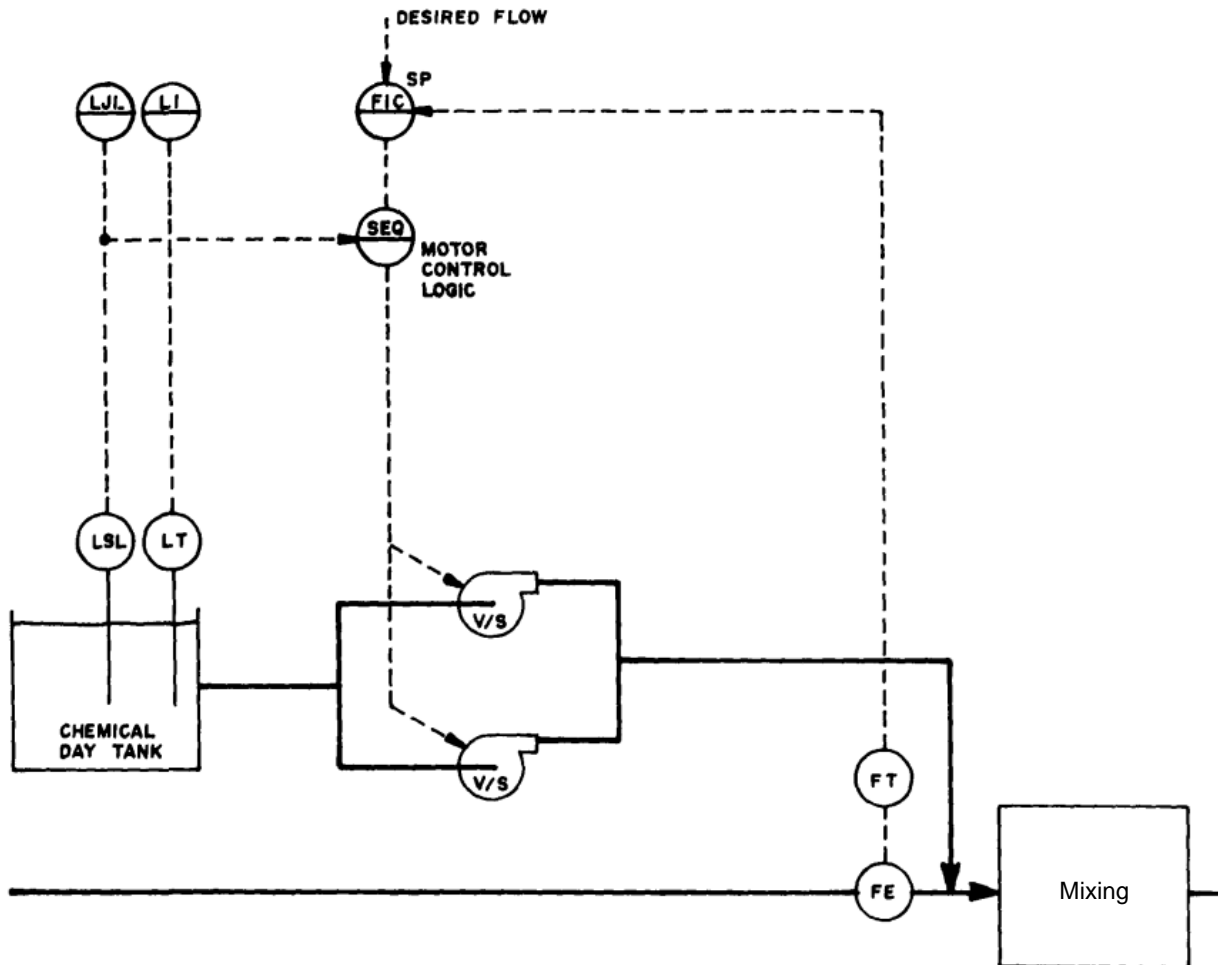 DESIRED FLOW
SP
LJL
LI
FIC
SEQ
MOTOR
CONTROL
LOGIC
LSL
LT
V/S
CHEMICAL
DAY TANK
V/S
FT
FE
Mixing